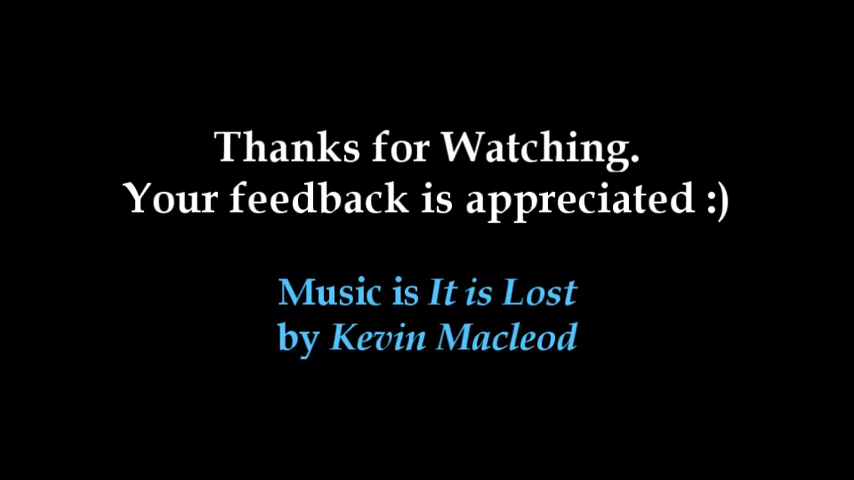 Thanks for Watching.
Your feedback is appreciated :)
Music is It is Lost
by Kevin Macleod